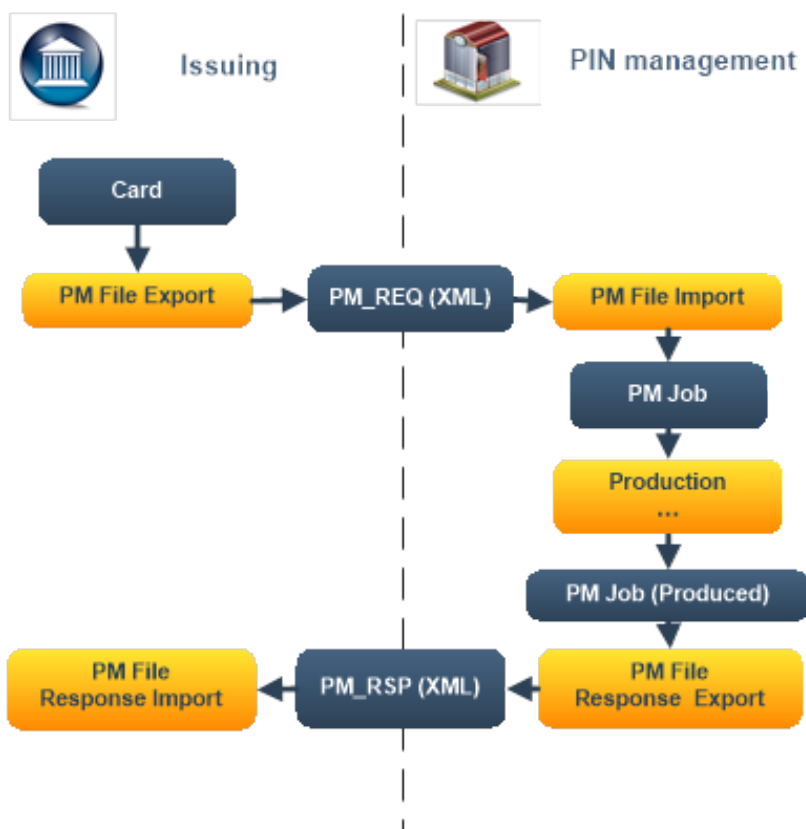 Issuing
PIN management
Card
PM File Export
PM_REQ (XML)
PM File Import
PM Job
Production
...
PM Job (Produced)
PM File
Response Import
PM_RSP (XML)
PM File
Response Export